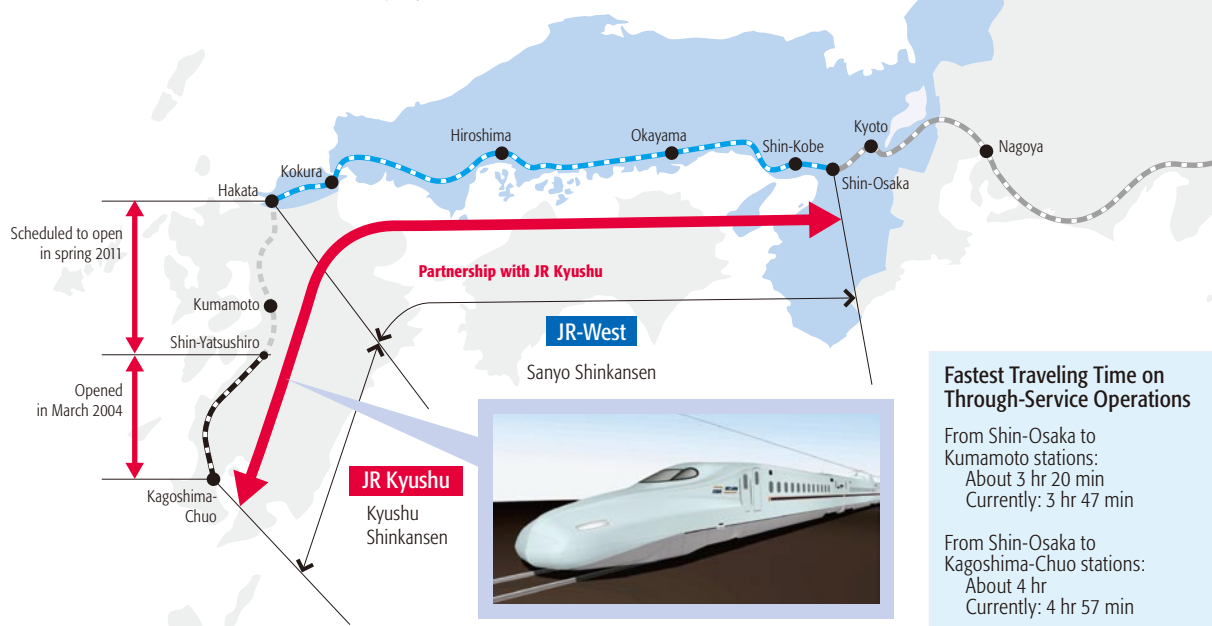 Hiroshima
Okayama
Shin-Kobe
Kyoto
Nagoya
Shin-Osaka
Kokura
Hakata
Scheduled to open
in spring 2011
Partnership with JR Kyushu
Kumamoto
Shin-Yatsushiro
JR-West
Sanyo Shinkansen
Opened
in March 2004
Kagoshima-
Chuo
JR Kyushu
Kyushu
Shinkansen
Fastest Traveling Time on
Through-Service Operations
From Shin-Osaka to
Kumamoto stations:
About 3 hr 20 min
Currently: 3 hr 47 min
From Shin-Osaka to
Kagoshima-Chuo stations:
About 4 hr
Currently: 4 hr 57 min